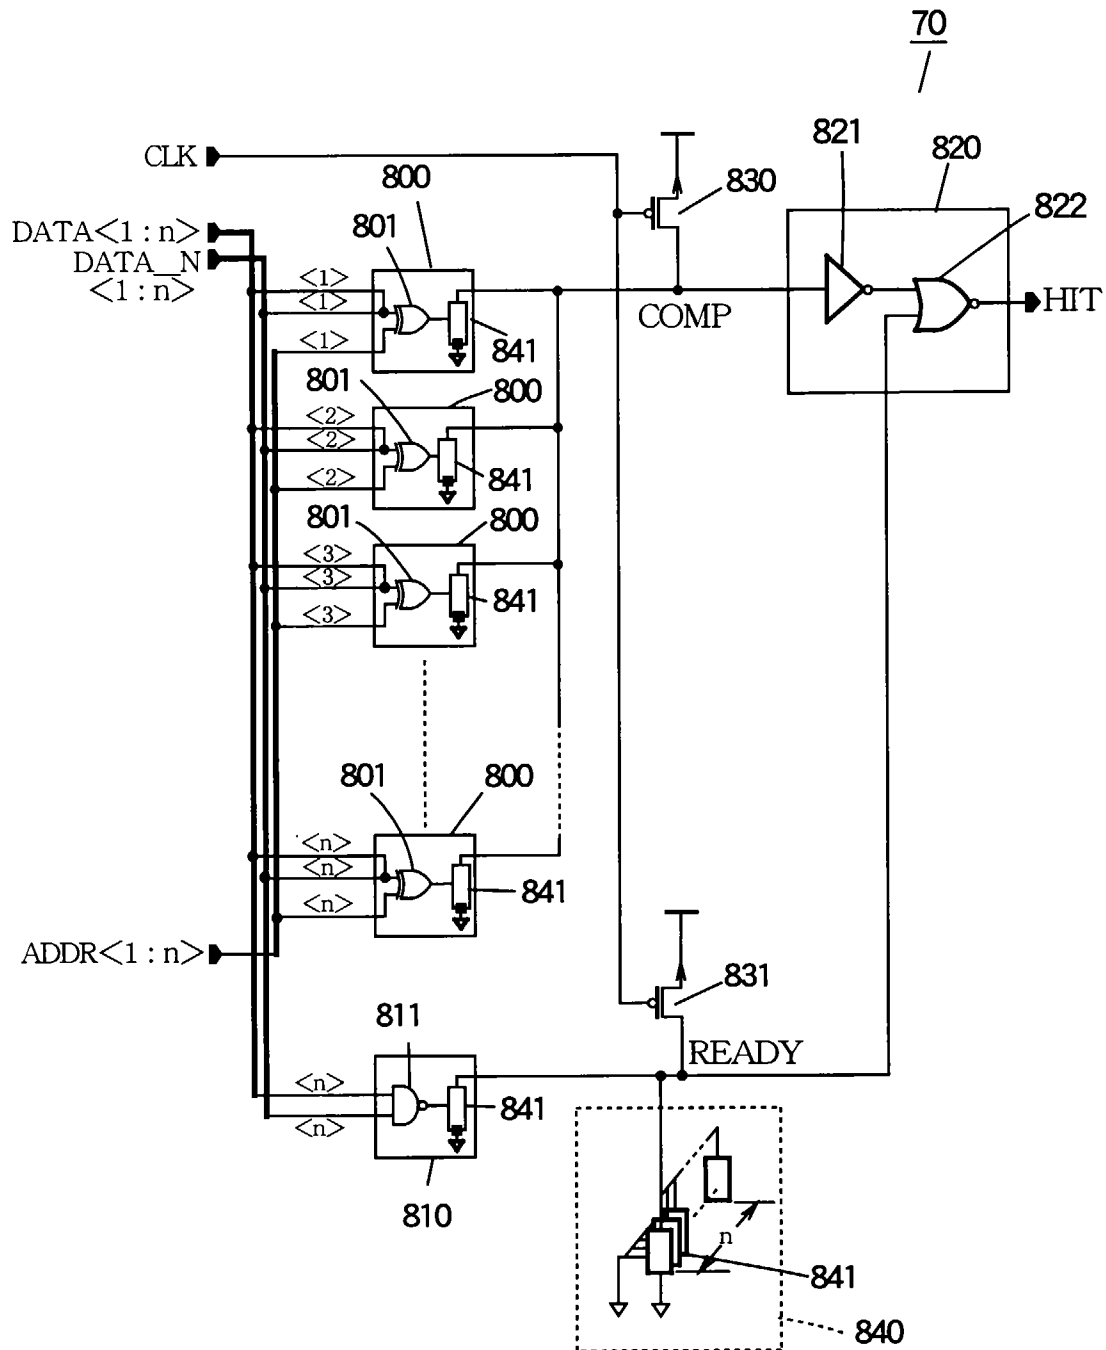 70
821
820
CLK
800
830
822
DATA<1 : n>
801
DATA_N
<1 : n>
<1>
<1>
COMP
HIT
<1>
841
801
800
<2>
<2>
<2>
841
801
800
<3>
<3>
841
<3>
801
800
<n>
<n>
841
<n>
ADDR<1 : n>
831
811
READY
<n>
841
<n>
810
n
841
840